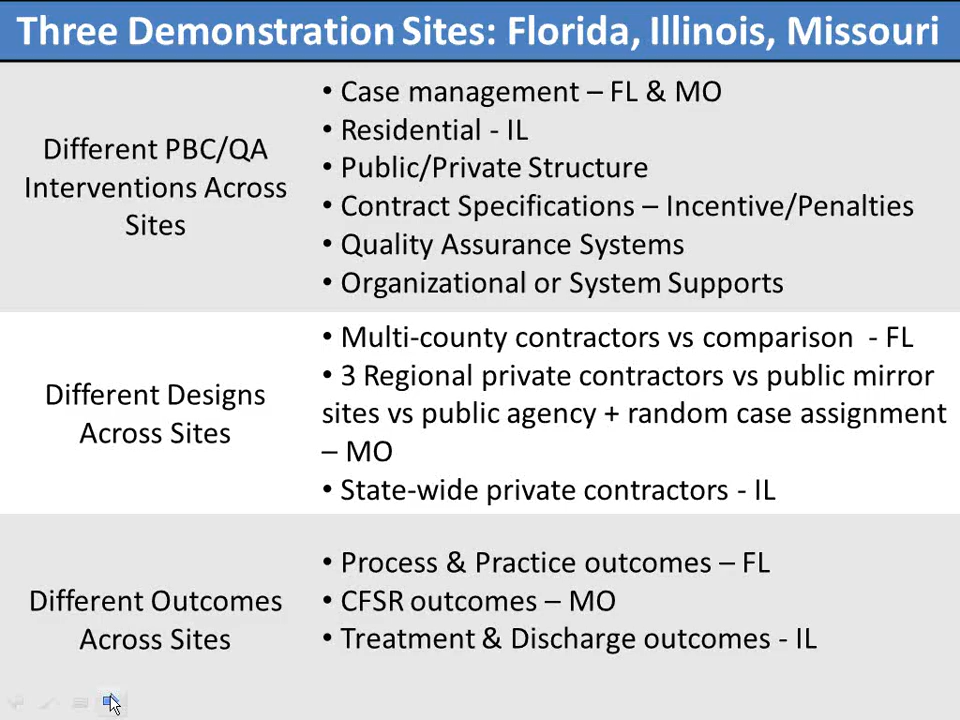 Three Demonstration Sites: Florida, Illinois, Missouri
Different PBC/QA
Interventions Across
Sites
• Case management – FL & MO
• Residential - IL
• Public/Private Structure
• Contract Specifications – Incentive/Penalties
• Quality Assurance Systems
• Organizational or System Supports
Different Designs
Across Sites
• Multi-county contractors vs comparison - FL
• 3 Regional private contractors vs public mirror
sites vs public agency + random case assignment
– MO
• State-wide private contractors - IL
Different Outcomes
Across Sites
• Process & Practice outcomes – FL
• CFSR outcomes – MO
• Treatment & Discharge outcomes - IL